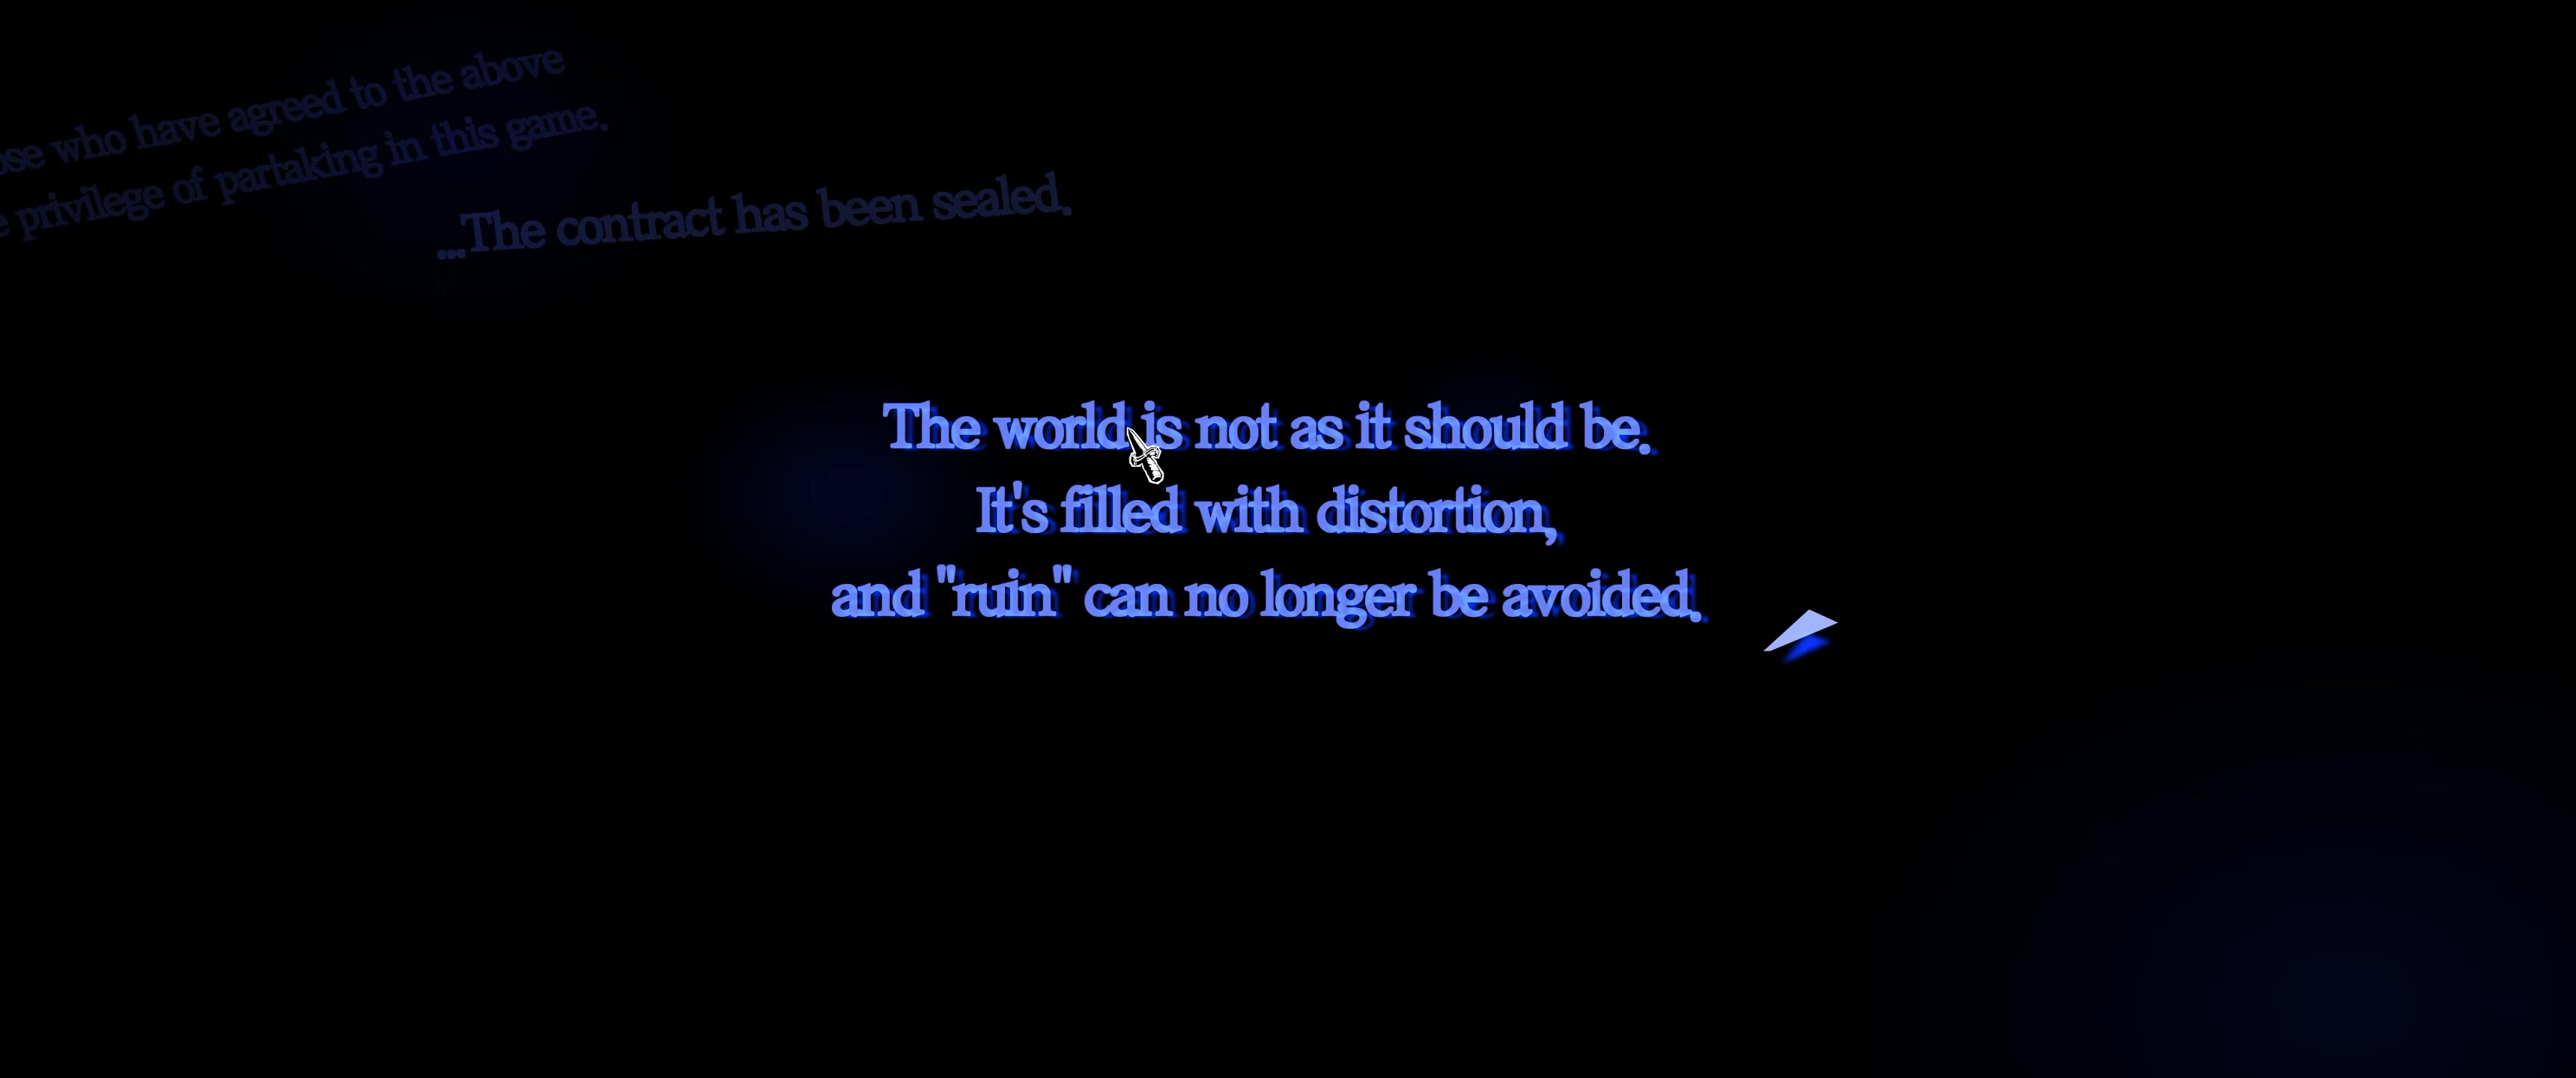 who have agreed to the above
privilege of partaking in this game.
...The contract has been sealed.
The world is not as it should be.
It's filled with distortion,
and "ruin" can no longer be avoided.